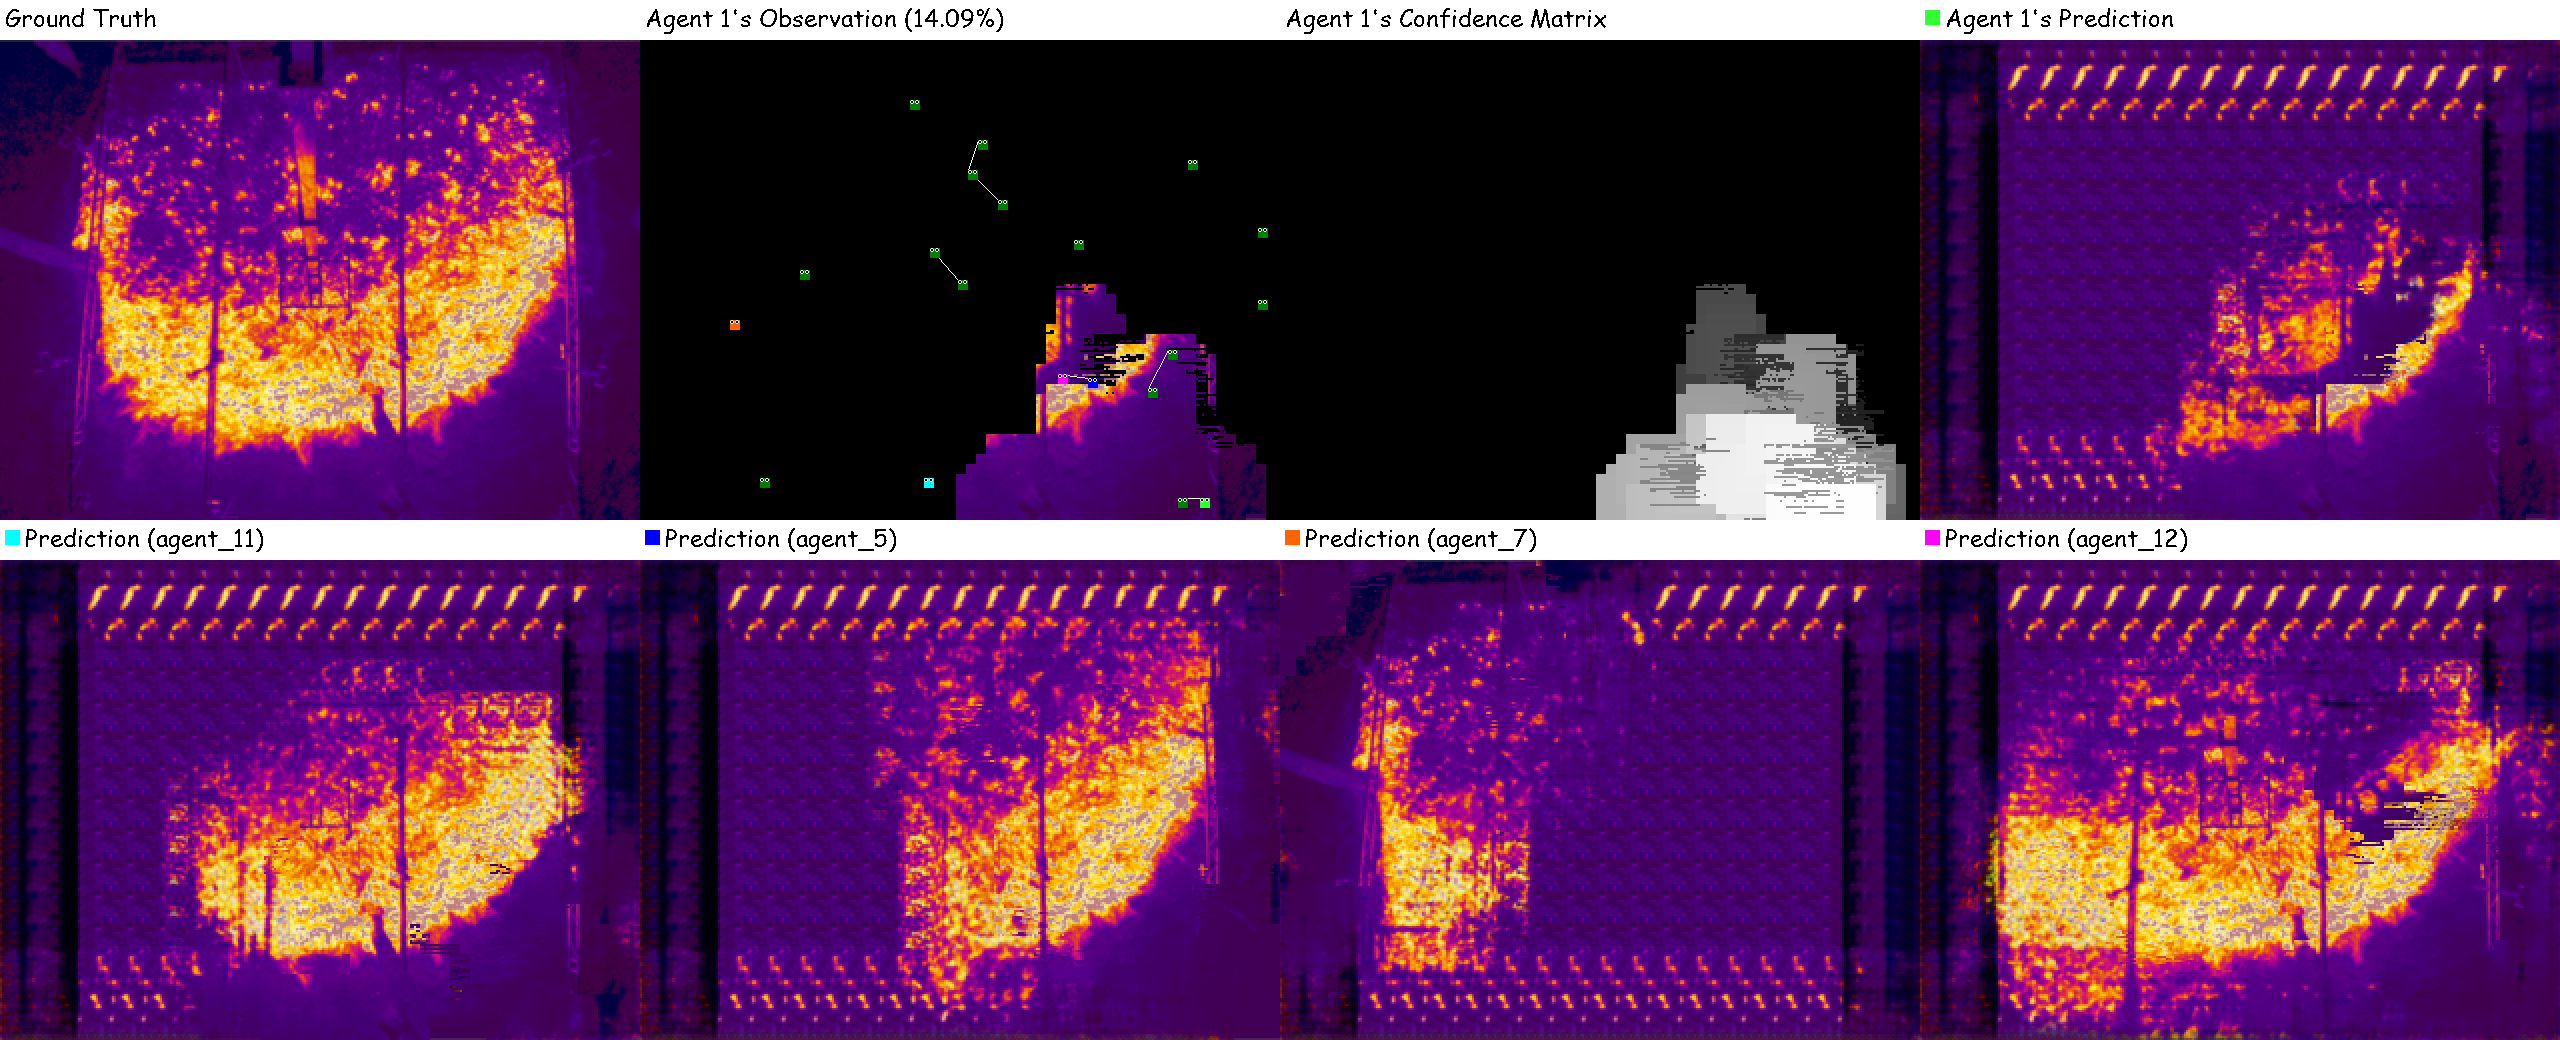 Ground Truth
Agent 1's Observation (14.09%)
Agent 1's Confidence Matrix
Agent 1's Prediction
Prediction (agent_11)
Prediction (agent_5)
Prediction (agent_7)
Prediction (agent_12)